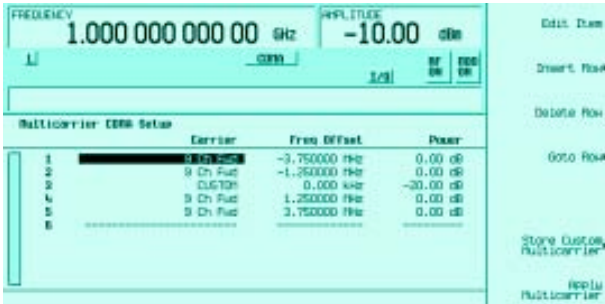 FREQUENCY
1.000 000 000 00 GHz
AMPLITUDE
-10.00 dBm
L
CDMA
I/Q
RF ON
MOD ON
Multicarrier CDMA Setup
Carrier Freq Offset Power
1 9 Ch Fwd -3.750000 MHz 0.00 dB
2 9 Ch Fwd -1.250000 MHz 0.00 dB
3 CUSTOM 0.000 kHz -20.00 dB
4 9 Ch Fwd 1.250000 MHz 0.00 dB
5 9 Ch Fwd 3.750000 MHz 0.00 dB
6 ---------------- ---------------- ----------
Edit Item
Insert Row
Delete Row
Goto Row
Store Custom
Multicarrier
Apply
Multicarrier